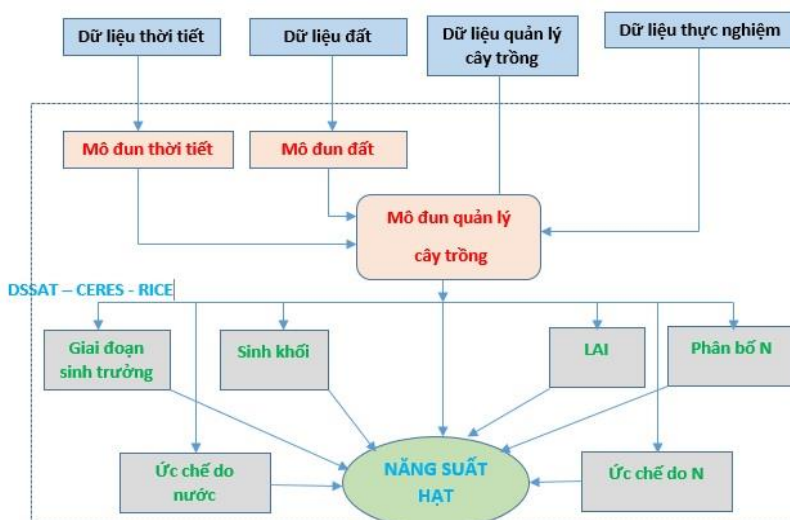 Dữ liệu thời tiết
Dữ liệu đất
Dữ liệu quản lý
cây trồng
Dữ liệu thực nghiệm
Mô đun thời tiết
Mô đun đất
Mô đun quản lý
cây trồng
DSSAT – CERES - RICE
Giai đoạn
sinh trưởng
Sinh khối
LAI
Phân bố N
Ức chế do
nước
NĂNG SUẤT
HẠT
Ức chế do N